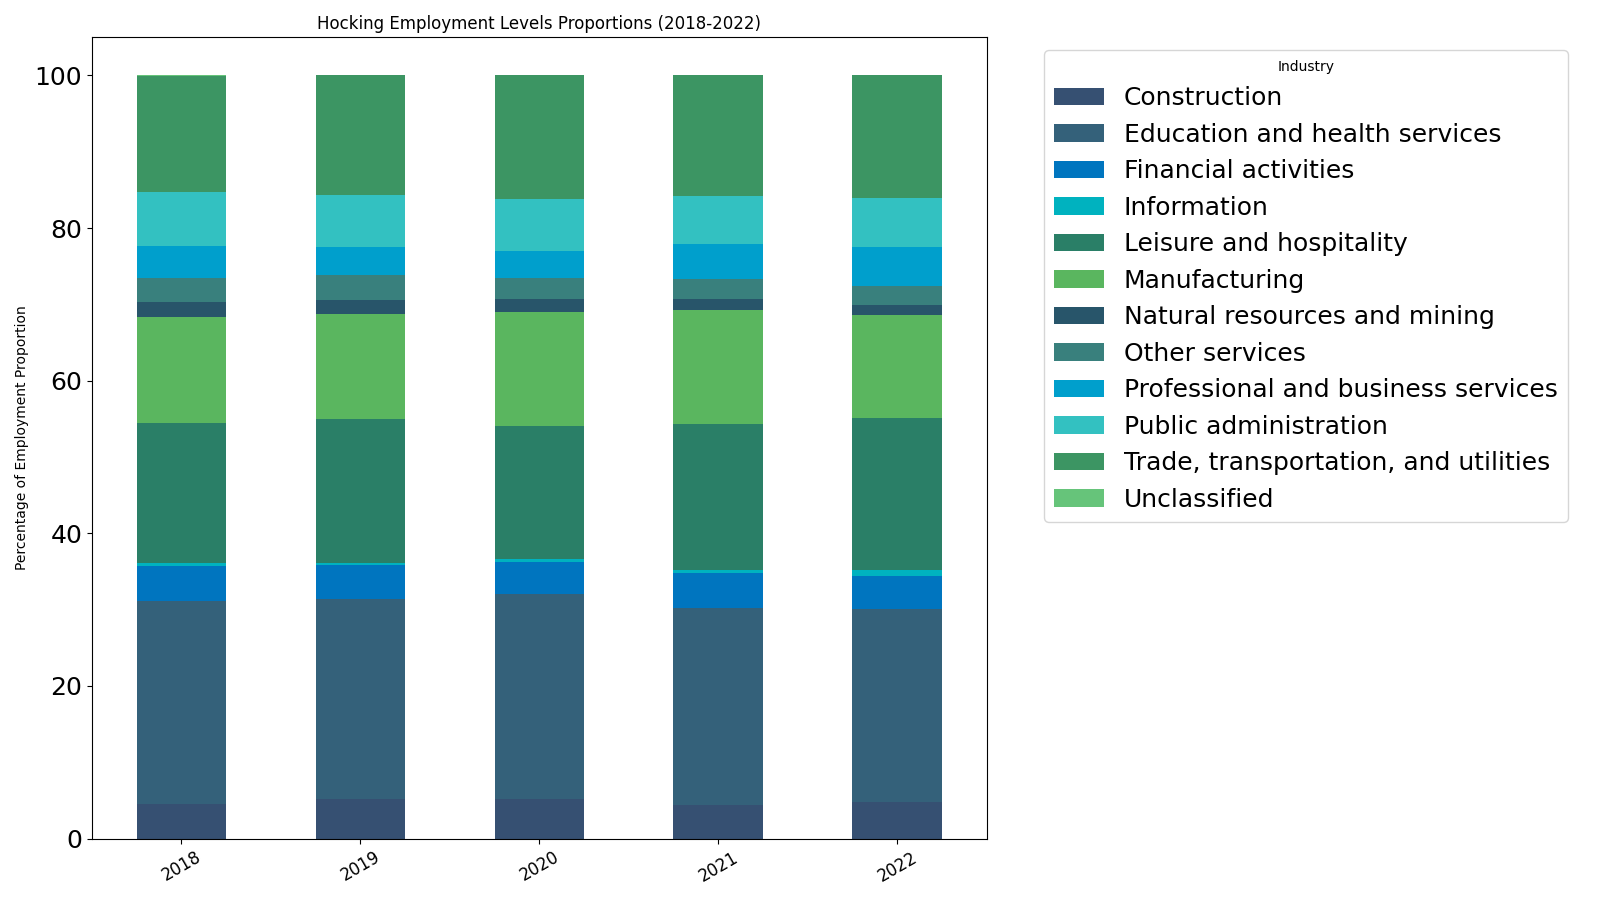 Hocking Employment Levels Proportions (2018-2022)
Percentage of Employment Proportion
100
80
60
40
20
0
2018
2019
2020
2021
2022
Industry
Construction
Education and health services
Financial activities
Information
Leisure and hospitality
Manufacturing
Natural resources and mining
Other services
Professional and business services
Public administration
Trade, transportation, and utilities
Unclassified